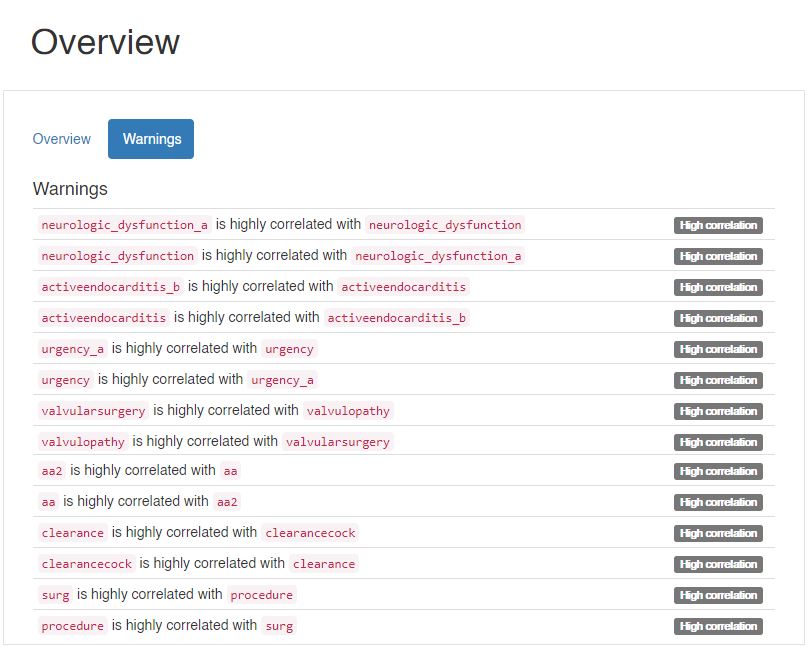 Overview
Overview Warnings
Warnings
neurologic_dysfunction_a is highly correlated with neurologic_dysfunction High correlation
neurologic_dysfunction is highly correlated with neurologic_dysfunction_a High correlation
activeendocarditis_b is highly correlated with activeendocarditis High correlation
activeendocarditis is highly correlated with activeendocarditis_b High correlation
urgency_a is highly correlated with urgency High correlation
urgency is highly correlated with urgency_a High correlation
valvularsurgery is highly correlated with valvulopathy High correlation
valvulopathy is highly correlated with valvularsurgery High correlation
aa2 is highly correlated with aa High correlation
aa is highly correlated with aa2 High correlation
clearance is highly correlated with clearancecock High correlation
clearancecock is highly correlated with clearance High correlation
surg is highly correlated with procedure High correlation
procedure is highly correlated with surg High correlation